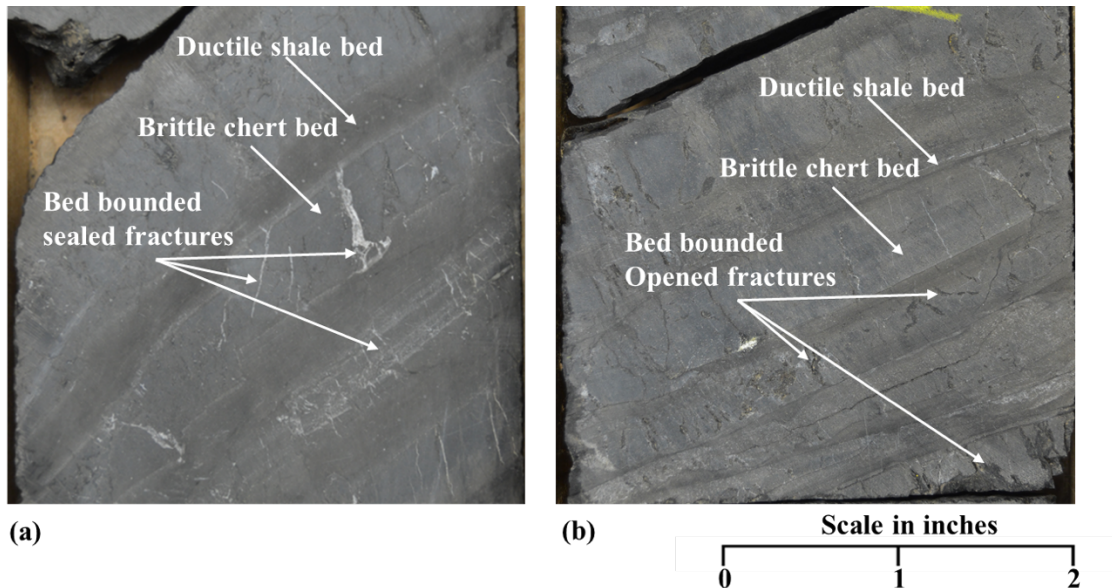 Ductile shale bed
Brittle chert bed
Bed bounded
sealed fractures
(a)
Ductile shale bed
Brittle chert bed
Bed bounded
Opened fractures
(b)
Scale in inches
0 1 2